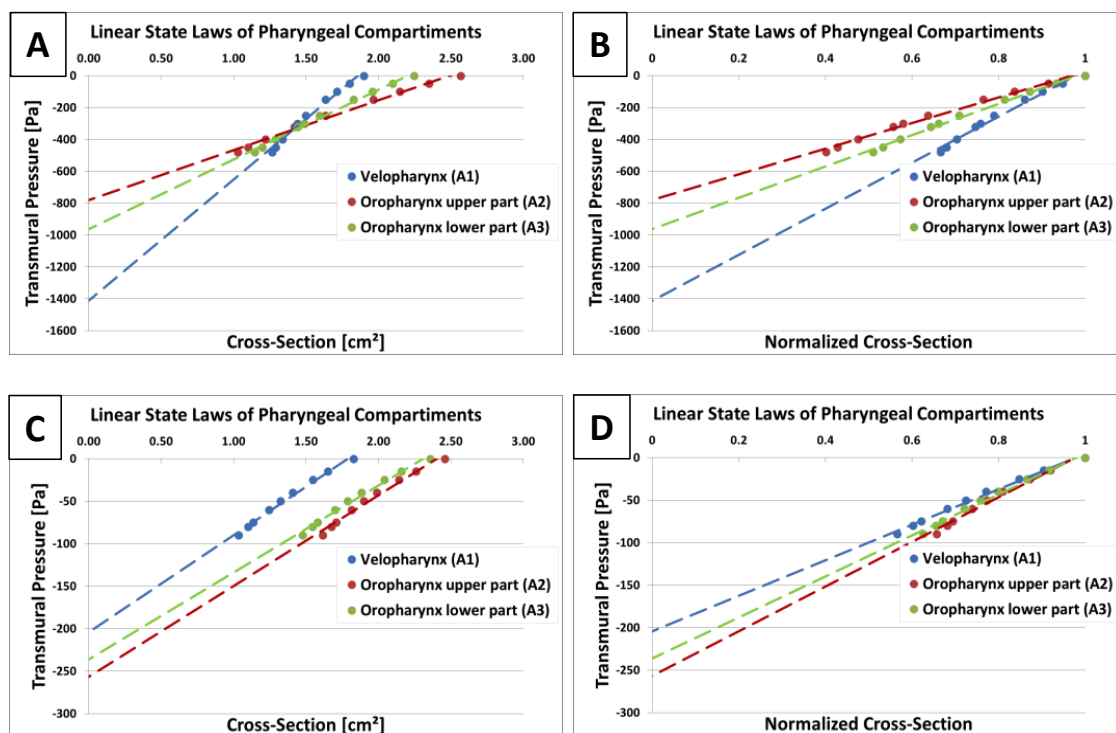 A
Linear State Laws of Pharyngeal Compartiments
0.00 0.50 1.00 1.50 2.00 2.50 3.00
0
-200
-400
-600
-800
-1000
-1200
-1400
-1600
Transmural Pressure [Pa]
Velopharynx (A1)
Oropharynx upper part (A2)
Oropharynx lower part (A3)
Cross-Section [cm²]
B
Linear State Laws of Pharyngeal Compartiments
0 0.2 0.4 0.6 0.8 1
0
-200
-400
-600
-800
-1000
-1200
-1400
-1600
Transmural Pressure [Pa]
Velopharynx (A1)
Oropharynx upper part (A2)
Oropharynx lower part (A3)
Normalized Cross-Section
C
Linear State Laws of Pharyngeal Compartments
0.00 0.50 1.00 1.50 2.00 2.50 3.00
0
-50
-100
-150
-200
-250
-300
Transmural Pressure [Pa]
Velopharynx (A1)
Oropharynx upper part (A2)
Oropharynx lower part (A3)
Cross-Section [cm²]
D
Linear State Laws of Pharyngeal Compartments
0 0.2 0.4 0.6 0.8 1
0
-50
-100
-150
-200
-250
-300
Transmural Pressure [Pa]
Velopharynx (A1)
Oropharynx upper part (A2)
Oropharynx lower part (A3)
Normalized Cross-Section